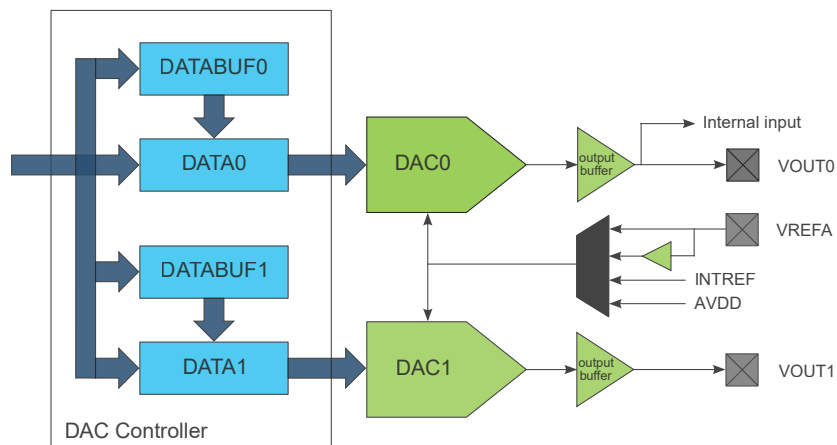 DATABUF0
Internal input
DATA0
DAC0
output
buffer
VOUT0
VREFA
DATABUF1
INTREF
AVDD
DATA1
DAC1
output
buffer
VOUT1
DAC Controller